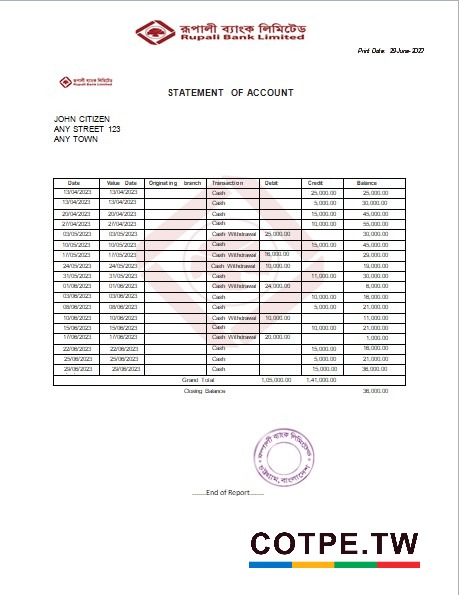 রূপালী ব্যাংক লিমিটেড
Rupali Bank Limited
Print Date: 29-June-2022
রূপালী ব্যাংক লিমিটেড
Rupali Bank Limited
STATEMENT OF ACCOUNT
JOHN CITIZEN
ANY STREET 123
ANY TOWN
Date Value Date Originating branch Transaction Debit Credit Balance
13/04/2023 13/04/2023 Cash 25,000.00 25,000.00
13/04/2023 13/04/2023 Cash 5,000.00 30,000.00
20/04/2023 20/04/2023 Cash 15,000.00 45,000.00
27/04/2023 27/04/2023 Cash 10,000.00 55,000.00
03/05/2023 03/05/2023 Cash Withdrawal 25,000.00 30,000.00
10/05/2023 10/05/2023 Cash 15,000.00 45,000.00
17/05/2023 17/05/2023 Cash Withdrawal 16,000.00 29,000.00
24/05/2023 24/05/2023 Cash Withdrawal 10,000.00 19,000.00
31/05/2023 31/05/2023 Cash 11,000.00 30,000.00
01/06/2023 01/06/2023 Cash Withdrawal 24,000.00 6,000.00
03/06/2023 03/06/2023 Cash 10,000.00 16,000.00
08/06/2023 08/06/2023 Cash 5,000.00 21,000.00
10/06/2023 10/06/2023 Cash Withdrawal 10,000.00 11,000.00
15/06/2023 15/06/2023 Cash 10,000.00 21,000.00
17/06/2023 17/06/2023 Cash Withdrawal 20,000.00 1,000.00
22/06/2023 22/06/2023 Cash 15,000.00 16,000.00
25/06/2023 25/06/2023 Cash 5,000.00 21,000.00
29/06/2023 29/06/2023 Cash 15,000.00 36,000.00
Grand Total 1,05,000.00 1,41,000.00
Closing Balance 36,000.00
রূপালী ব্যাংক লিমিটেড
চট্টগ্রাম, বাংলাদেশ
........End of Report........
COTPE.TW